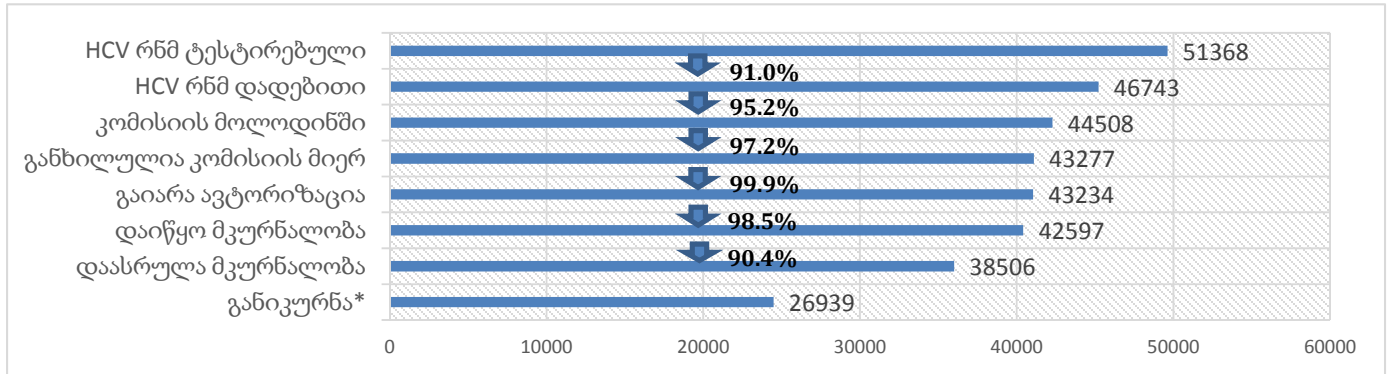 HCV რნმ ტესტირებული 51368
91.0%
HCV რნმ დადებითი 46743
95.2%
კომისიის მოლოდინში 44508
97.2%
განხილულია კომისიის მიერ 43277
99.9%
გაიარა ავტორიზაცია 43234
98.5%
დაიწყო მკურნალობა 42597
90.4%
დაასრულა მკურნალობა 38506
განიკურნა* 26939
0 10000 20000 30000 40000 50000 60000